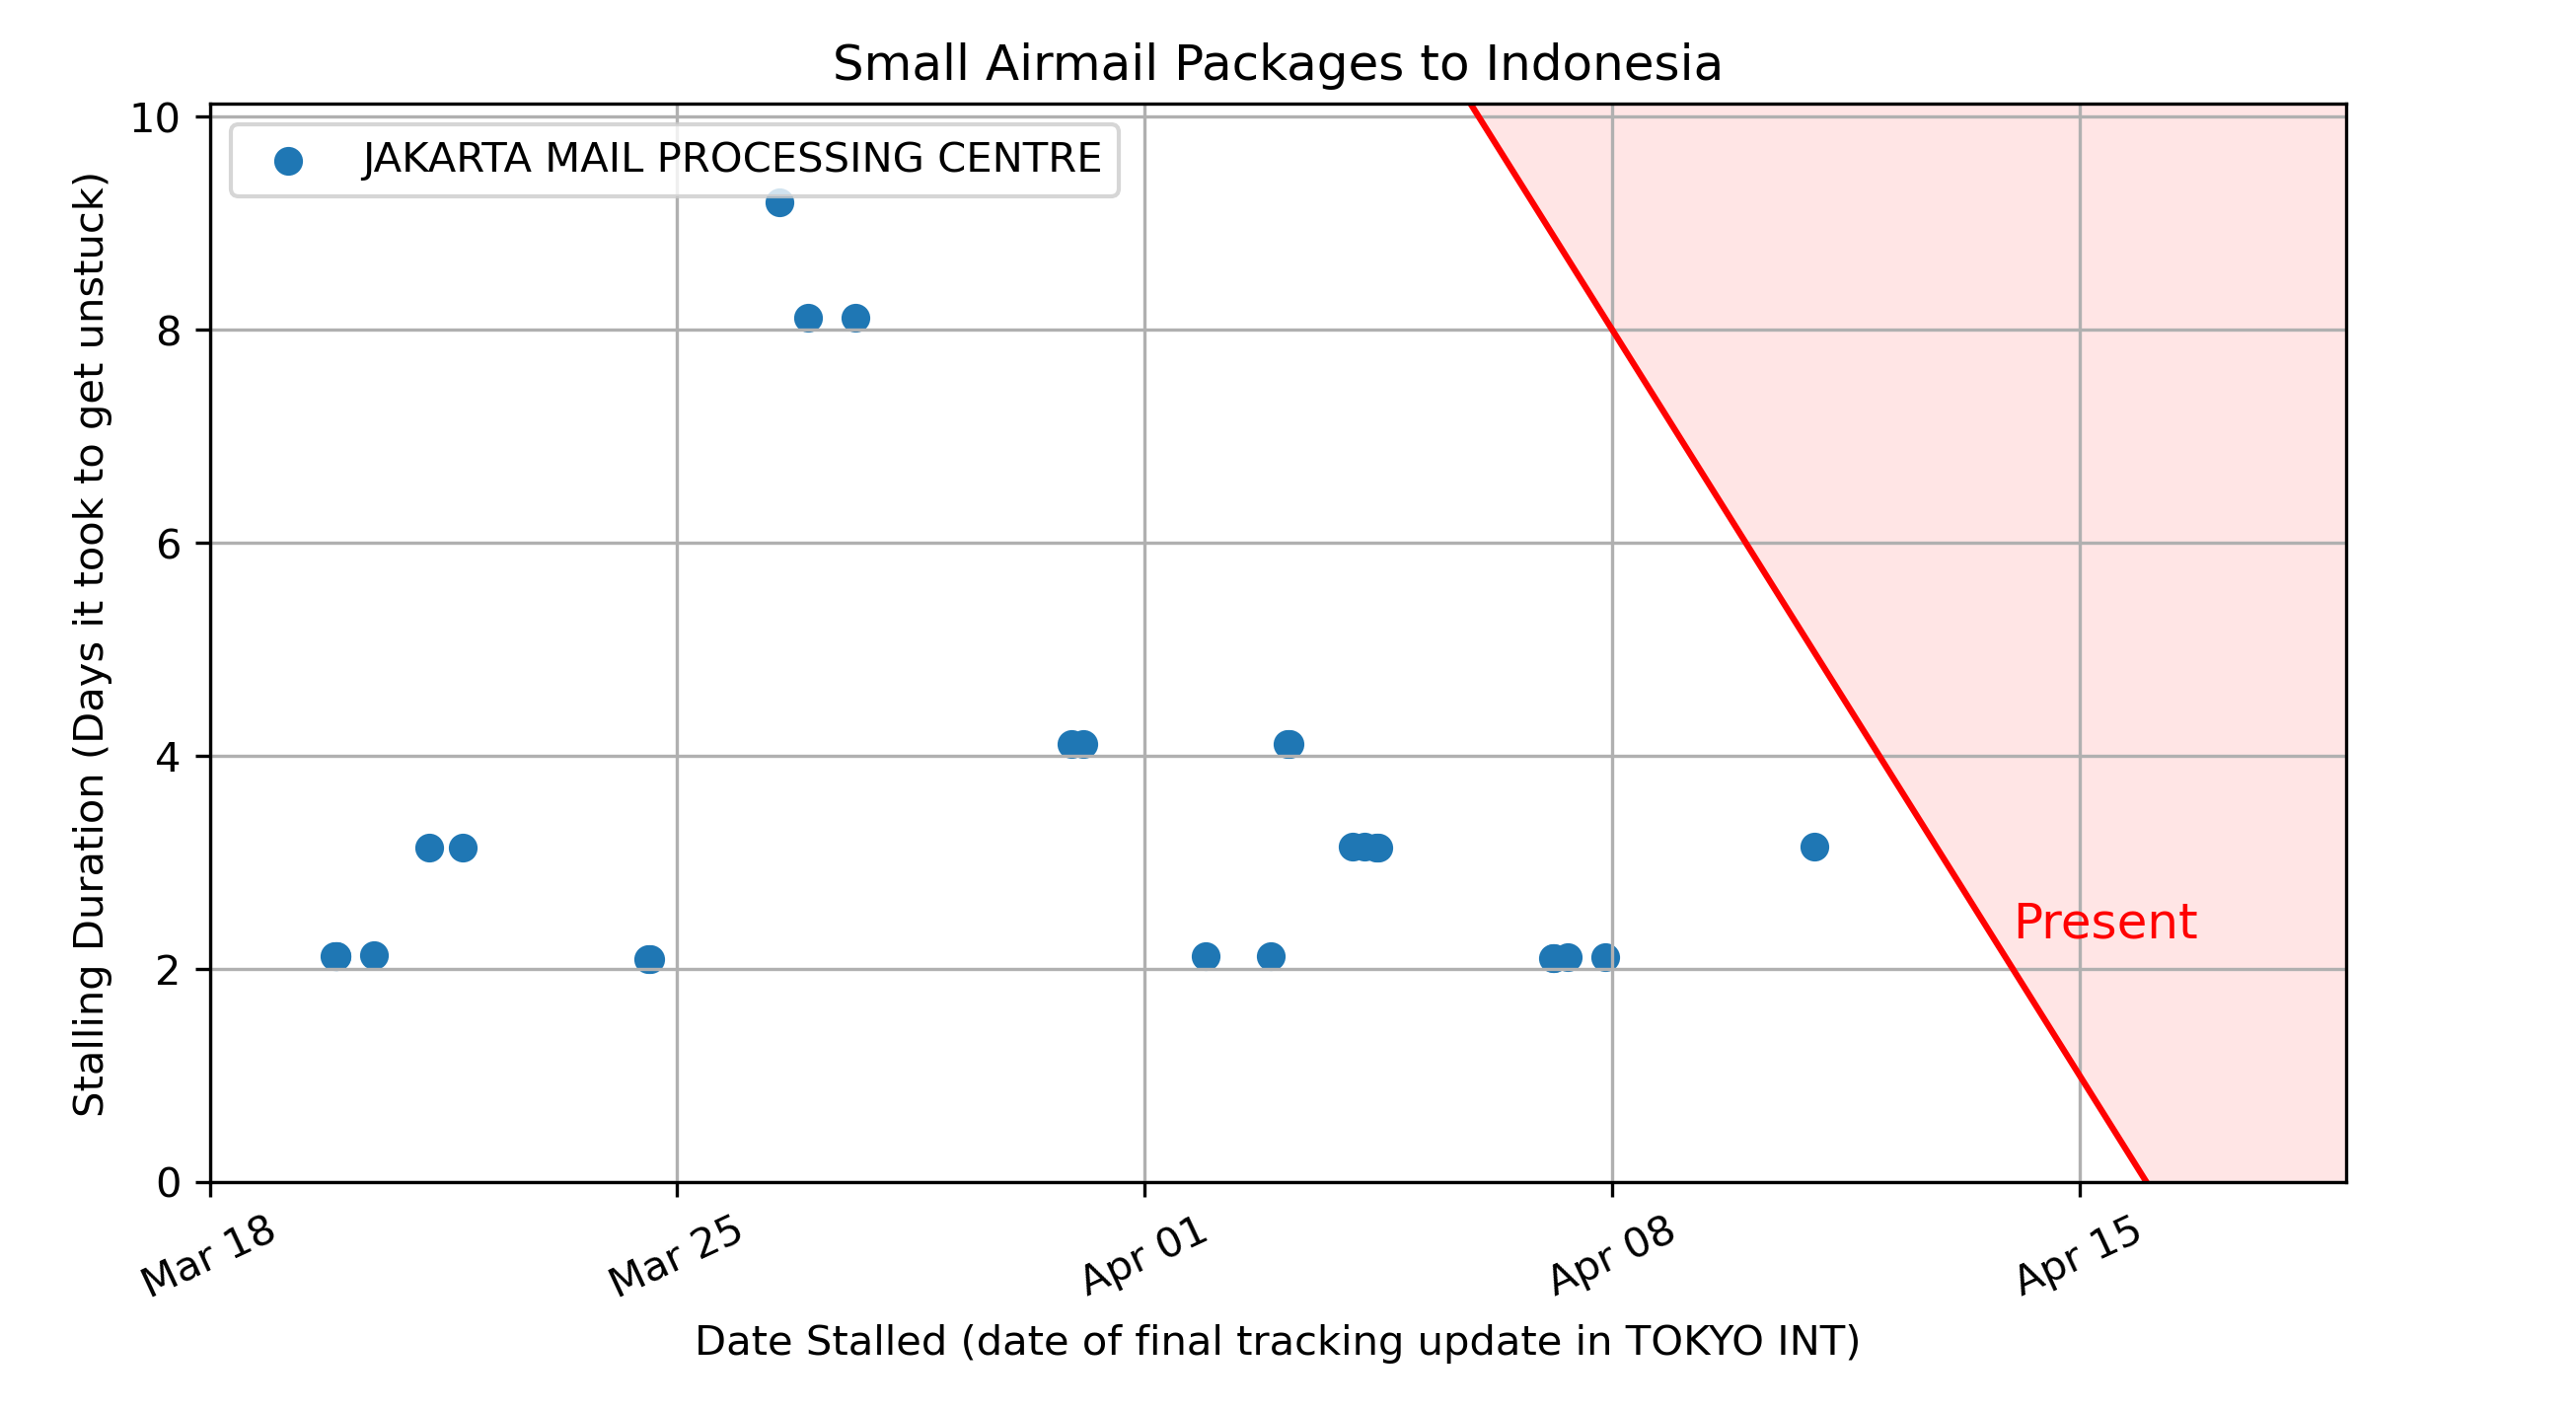 Small Airmail Packages to Indonesia
JAKARTA MAIL PROCESSING CENTRE
Stalling Duration (Days it took to get unstuck)
10
8
6
4
2
0
Present
Mar 18
Mar 25
Apr 01
Apr 08
Apr 15
Date Stalled (date of final tracking update in TOKYO INT)